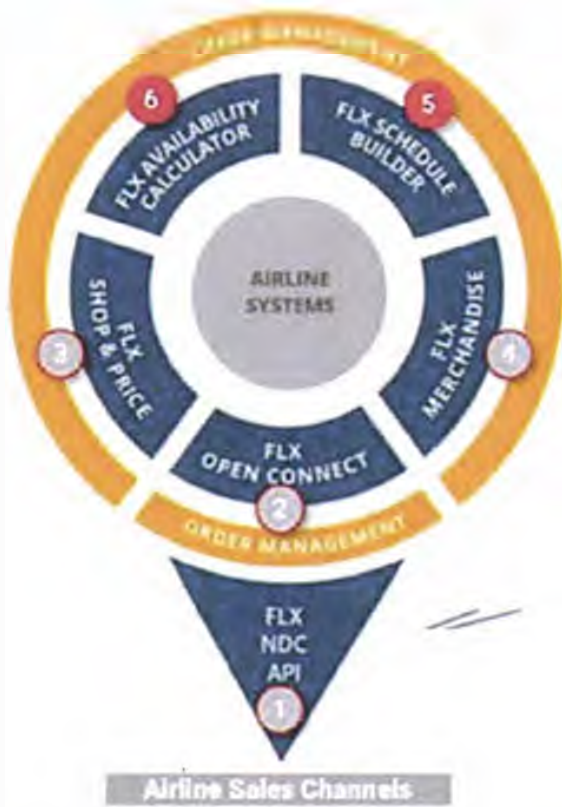 MANAGEMENT
6
5
FLX AVAILABILITY
CALCULATOR
FLX SCHEDULE
BUILDER
AIRLINE
SYSTEMS
3
FLX
SHOP & PRICE
4
FLX
MERCHANDISE
FLX
OPEN CONNECT
2
ORDER MANAGEMENT
FLX
NDC
API
1
Airline Sales Channels